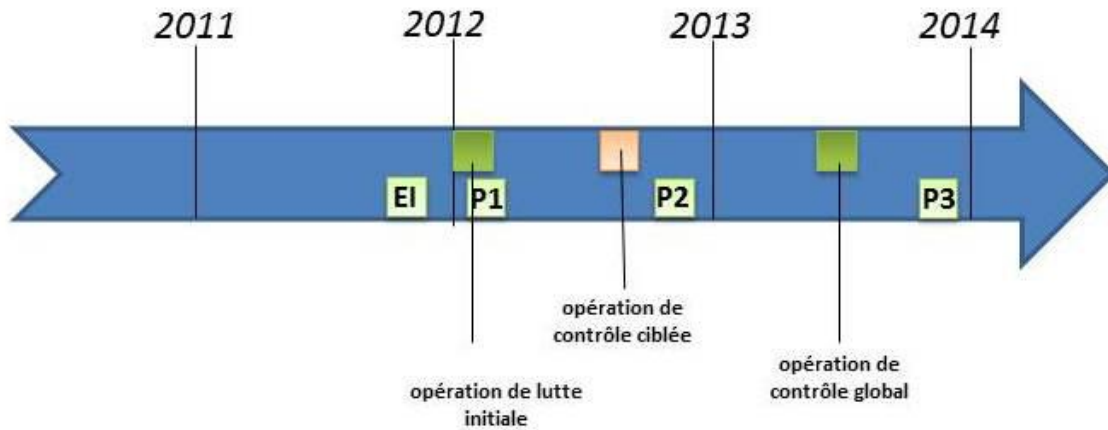 2011 2012 2013 2014
EI P1 P2 P3
opération de
contrôle ciblée
opération de
contrôle global
opération de lutte
initiale